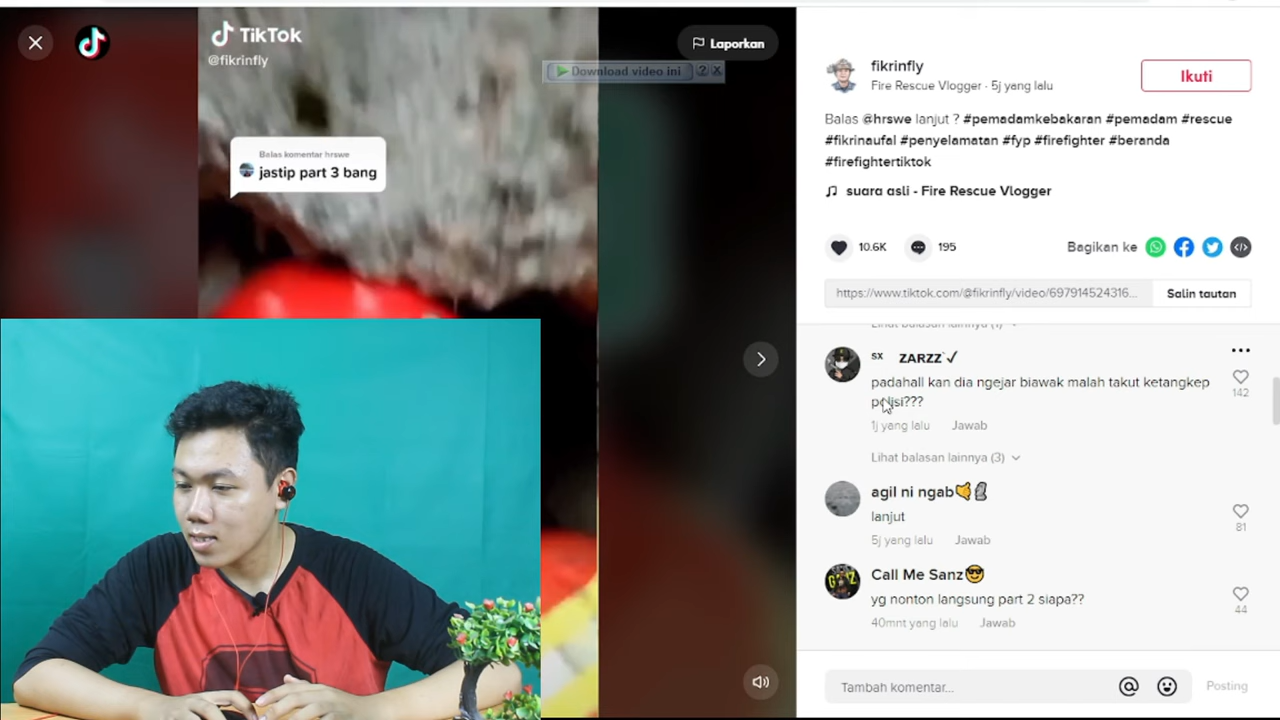 TikTok
@fikrinfly
Laporkan
Download video ini
Balas komentar hrswe
jastip part 3 bang
fikrinfly
Fire Rescue Vlogger · 5j yang lalu
Ikuti
Balas @hrswe lanjut ? #pemadamkebakaran #pemadam #rescue
#fikrinaufal #penyelamatan #fyp #firefighter #beranda
#firefightertiktok
suara asli - Fire Rescue Vlogger
10.6K
195
Bagikan ke
https://www.tiktok.com/@fikrinfly/video/697914524316...
Salin tautan
Lihat balasan lainnya (1)
SX ZARZZ ✓
padahall kan dia ngejar biawak malah takut ketangkep
polisi???
142
1j yang lalu Jawab
Lihat balasan lainnya (3)
agil ni ngab
lanjut
81
5j yang lalu Jawab
Call Me Sanz😎
yg nonton langsung part 2 siapa??
44
40mnt yang lalu Jawab
Tambah komentar...
Posting